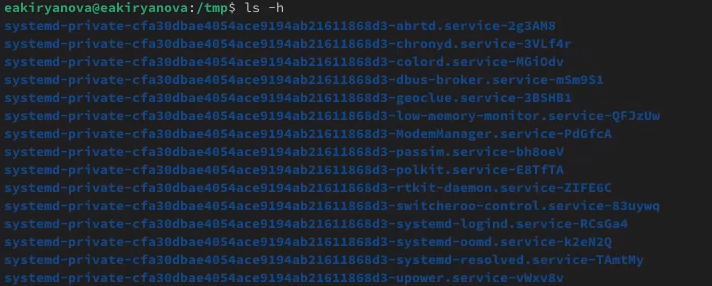 eakiryanova@eakiryanova:/tmp$ ls -h
systemd-private-cfa30dbae4054ace9194ab21611868d3-abrtd.service-2g3AM8
systemd-private-cfa30dbae4054ace9194ab21611868d3-chronyd.service-3VLf4r
systemd-private-cfa30dbae4054ace9194ab21611868d3-colord.service-MGiOdv
systemd-private-cfa30dbae4054ace9194ab21611868d3-dbus-broker.service-mSm9S1
systemd-private-cfa30dbae4054ace9194ab21611868d3-geoclue.service-3BSHB1
systemd-private-cfa30dbae4054ace9194ab21611868d3-low-memory-monitor.service-QFJzUw
systemd-private-cfa30dbae4054ace9194ab21611868d3-ModemManager.service-PdGfcA
systemd-private-cfa30dbae4054ace9194ab21611868d3-passim.service-bh8oeV
systemd-private-cfa30dbae4054ace9194ab21611868d3-polkit.service-E8TfTA
systemd-private-cfa30dbae4054ace9194ab21611868d3-rtkit-daemon.service-ZIFE6C
systemd-private-cfa30dbae4054ace9194ab21611868d3-switcheroo-control.service-83uywq
systemd-private-cfa30dbae4054ace9194ab21611868d3-systemd-logind.service-RCsGa4
systemd-private-cfa30dbae4054ace9194ab21611868d3-systemd-oomd.service-k2eN2Q
systemd-private-cfa30dbae4054ace9194ab21611868d3-systemd-resolved.service-TAmtMy
systemd-private-cfa30dbae4054ace9194ab21611868d3-upower.service-vWxv8v